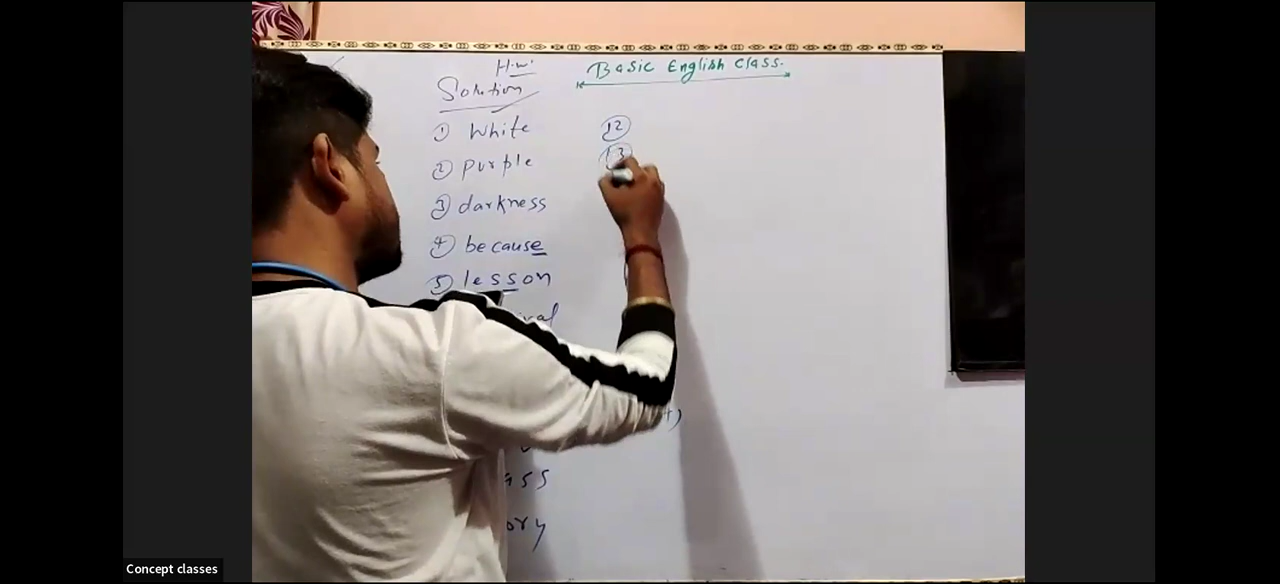 H.W.
Basic English Class.
Solution
① White
② purple
③ darkness
④ because
⑤ lesson
⑫
⑬
Concept classes